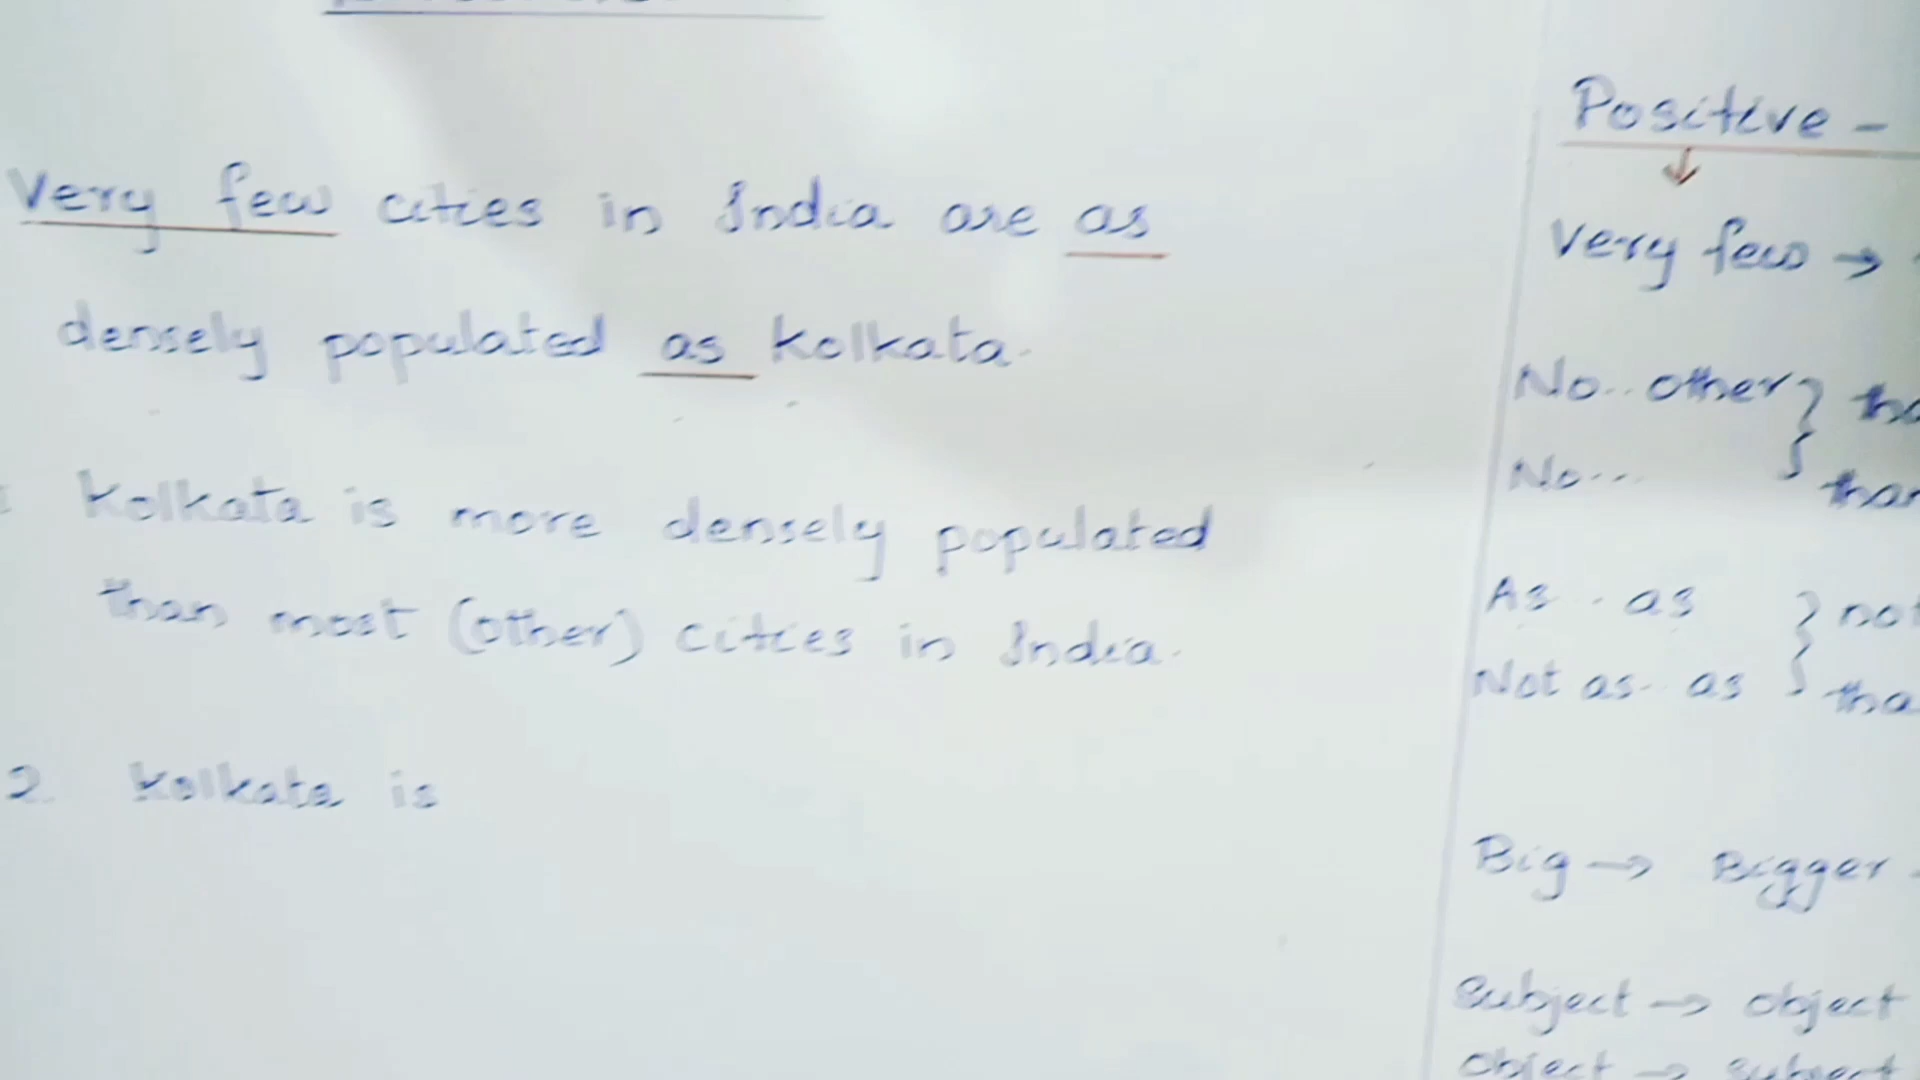 Very few cities in India are as
densely populated as Kolkata.
Kolkata is more densely populated
than most (other) cities in India.
2. Kolkata is
Positive -
↓
Very few →
No.. other }
No...
As . as }
Not as.. as
Big → Bigger
Subject → object
Object → Subject